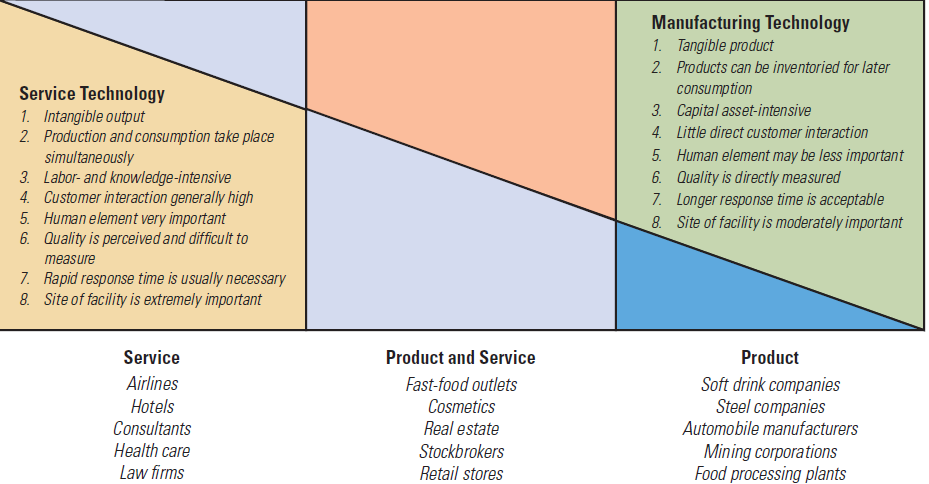 Service Technology
1. Intangible output
2. Production and consumption take place
simultaneously
3. Labor- and knowledge-intensive
4. Customer interaction generally high
5. Human element very important
6. Quality is perceived and difficult to
measure
7. Rapid response time is usually necessary
8. Site of facility is extremely important
Manufacturing Technology
1. Tangible product
2. Products can be inventoried for later
consumption
3. Capital asset-intensive
4. Little direct customer interaction
5. Human element may be less important
6. Quality is directly measured
7. Longer response time is acceptable
8. Site of facility is moderately important
Service
Airlines
Hotels
Consultants
Health care
Law firms
Product and Service
Fast-food outlets
Cosmetics
Real estate
Stockbrokers
Retail stores
Product
Soft drink companies
Steel companies
Automobile manufacturers
Mining corporations
Food processing plants